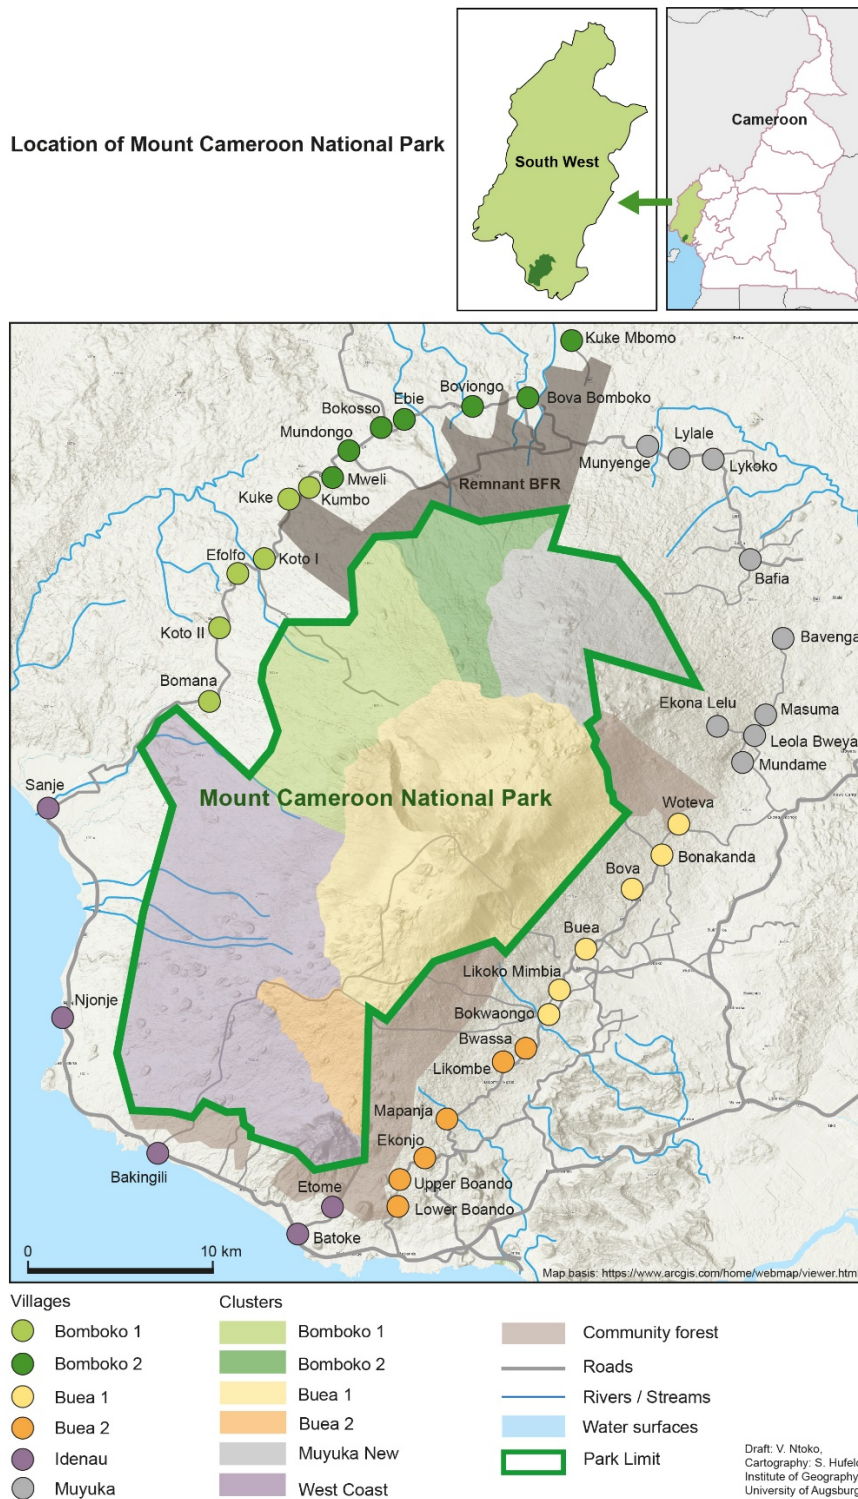 Location of Mount Cameroon National Park
South West
Cameroon
Kuke Mbomo
Boviongo
Bova Bomboko
Ebie
Bokosso
Mundongo
Mweli
Kumbo
Kuke
Remnant BFR
Munyenge
Lylale
Lykoko
Efolfo
Koto I
Bafia
Koto II
Bavenga
Bomana
Ekona Lelu
Masuma
Leola Bweya
Mundame
Sanje
Mount Cameroon National Park
Woteva
Bonakanda
Bova
Buea
Likoko Mimbia
Njonje
Bokwaongo
Bwassa
Likombe
Mapanja
Ekonjo
Bakingili
Etome
Upper Boando
Lower Boando
Batoke
0 10 km
Map basis: https://www.arcgis.com/home/webmap/viewer.html
Villages
Bomboko 1
Bomboko 2
Buea 1
Buea 2
Idenau
Muyuka
Clusters
Bomboko 1
Bomboko 2
Buea 1
Buea 2
Muyuka New
West Coast
Community forest
Roads
Rivers / Streams
Water surfaces
Park Limit
Draft: V. Ntoko,
Cartography: S. Hufeld
Institute of Geography
University of Augsburg